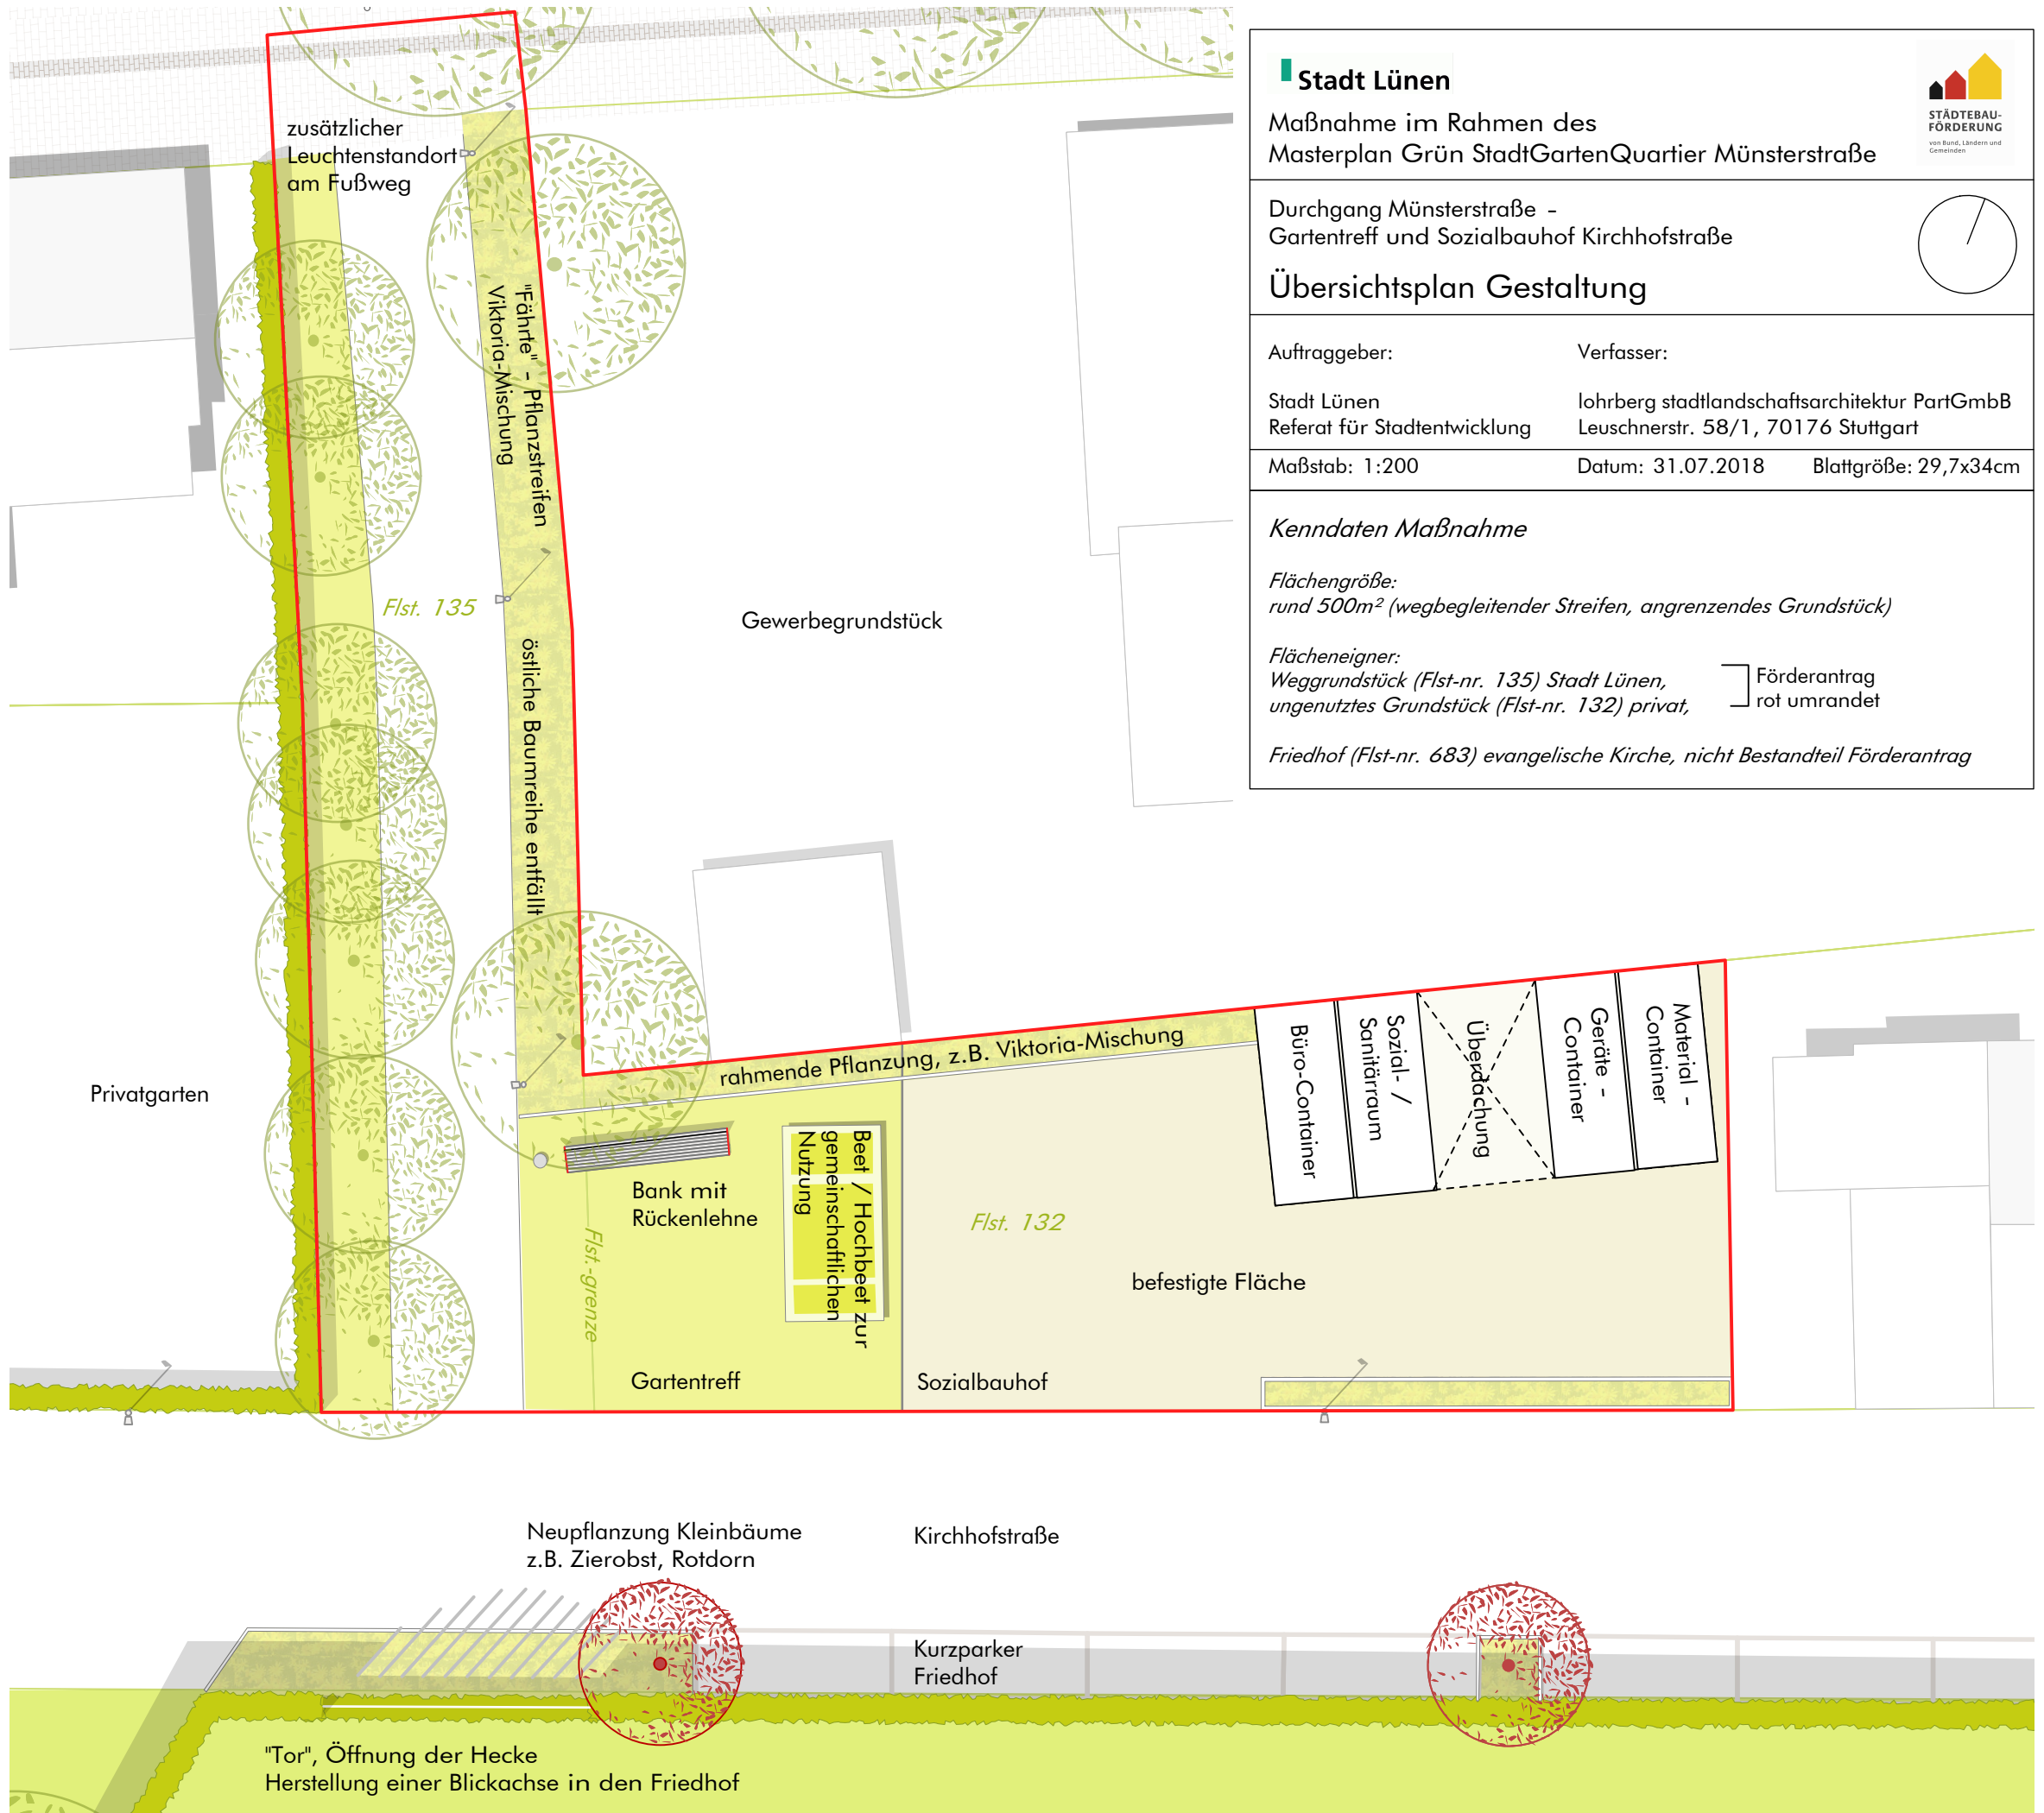 Stadt Lünen
Maßnahme im Rahmen des
Masterplan Grün StadtGartenQuartier Münsterstraße
STÄDTEBAU-
FÖRDERUNG
von Bund, Ländern und
Gemeinden
Durchgang Münsterstraße -
Gartentreff und Sozialbauhof Kirchhofstraße
Übersichtsplan Gestaltung
Auftraggeber:
Stadt Lünen
Referat für Stadtentwicklung
Verfasser:
lohrberg stadtlandschaftsarchitektur PartGmbB
Leuschnerstr. 58/1, 70176 Stuttgart
Maßstab: 1:200
Datum: 31.07.2018
Blattgröße: 29,7x34cm
Kenndaten Maßnahme
Flächengröße:
rund 500m² (wegbegleitender Streifen, angrenzendes Grundstück)
Flächeneigner:
Weggrundstück (Flst-nr. 135) Stadt Lünen,
ungenutztes Grundstück (Flst-nr. 132) privat,
Förderantrag
rot umrandet
Friedhof (Flst-nr. 683) evangelische Kirche, nicht Bestandteil Förderantrag
zusätzlicher
Leuchtenstandort
am Fußweg
"Fährte" - Pflanzstreifen
Viktoria-Mischung
Flst. 135
Gewerbegrundstück
östliche Baumreihe entfällt
Privatgarten
rahmende Pflanzung, z.B. Viktoria-Mischung
Büro-Container
Sozial- /
Sanitärraum
Überdachung
Geräte -
Container
Material -
Container
Bank mit
Rückenlehne
Beet / Hochbeet zur
gemeinschaftlichen
Nutzung
Flst. 132
Flst.-grenze
befestigte Fläche
Gartentreff
Sozialbauhof
Neupflanzung Kleinbäume
z.B. Zierobst, Rotdorn
Kirchhofstraße
Kurzparker
Friedhof
"Tor", Öffnung der Hecke
Herstellung einer Blickachse in den Friedhof